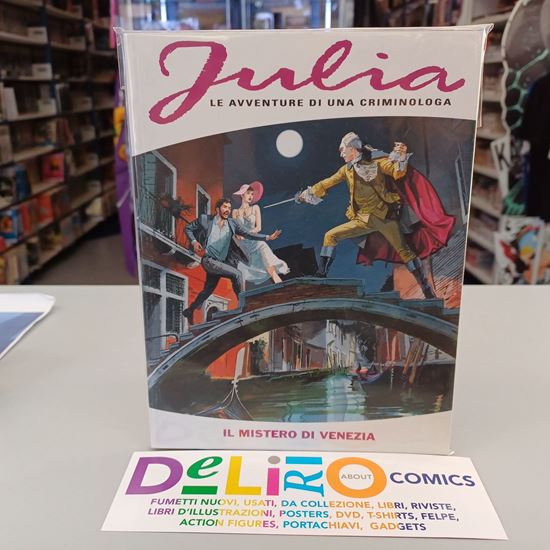 Julia
LE AVVENTURE DI UNA CRIMINOLOGA
IL MISTERO DI VENEZIA
DeLiRiO ABOUT COMICS
FUMETTI NUOVI, USATI, DA COLLEZIONE, LIBRI, RIVISTE,
LIBRI D'ILLUSTRAZIONI, POSTERS, DVD, T-SHIRTS, FELPE,
ACTION FIGURES, PORTACHIAVI, GADGETS